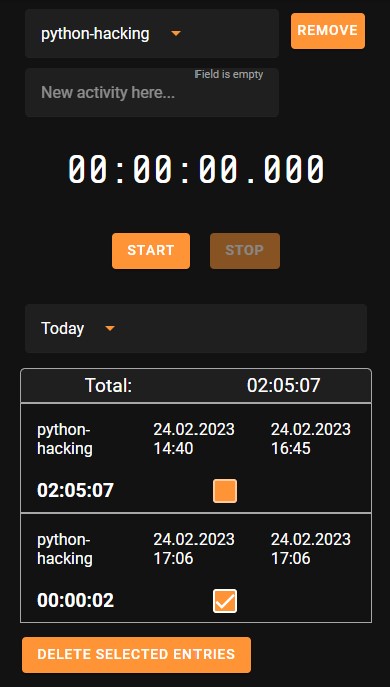 python-hacking
REMOVE
Field is empty
New activity here...
00:00:00.000
START
STOP
Today
Total: 02:05:07
python-
hacking
24.02.2023
14:40
24.02.2023
16:45
02:05:07
python-
hacking
24.02.2023
17:06
24.02.2023
17:06
00:00:02
DELETE SELECTED ENTRIES